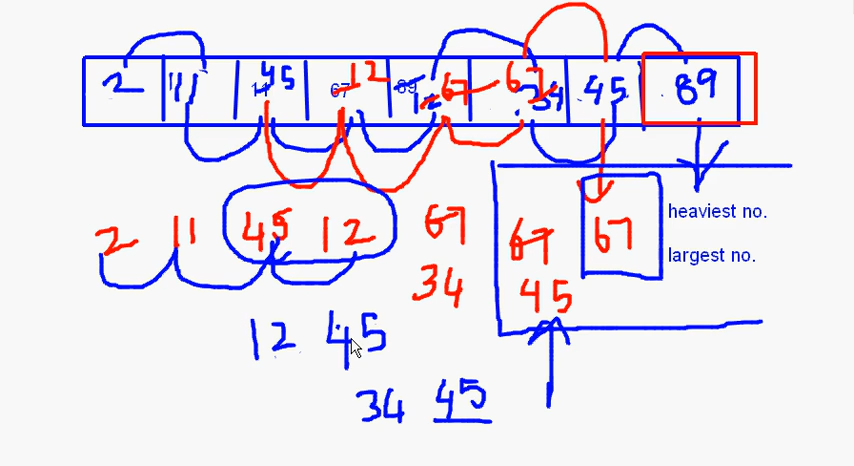 2 11 45 12 67 67 34 45 89
2 11 45 12 67 67 67
34 45
12 45
34 45
heaviest no.
largest no.